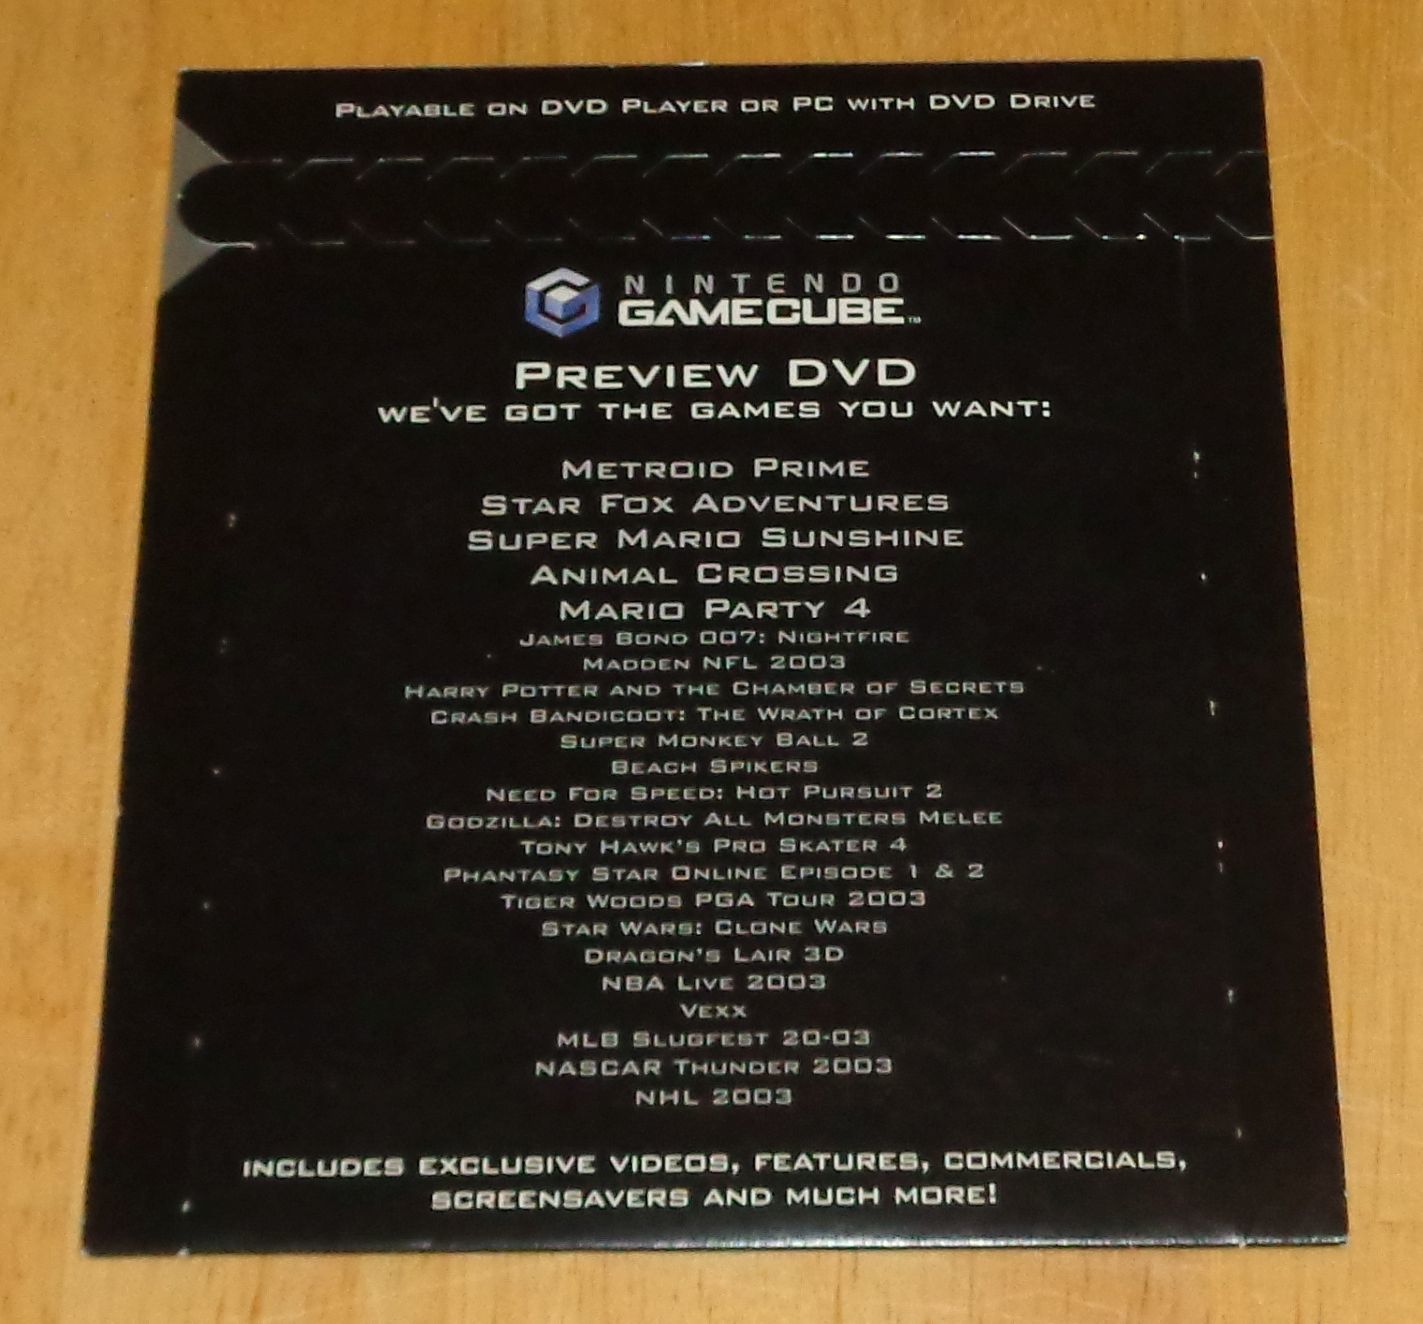 Playable on DVD Player or PC with DVD Drive
NINTENDO
GAMECUBE™
Preview DVD
we've got the games you want:
Metroid Prime
Star Fox Adventures
Super Mario Sunshine
Animal Crossing
Mario Party 4
James Bond 007: Nightfire
Madden NFL 2003
Harry Potter and the Chamber of Secrets
Crash Bandicoot: The Wrath of Cortex
Super Monkey Ball 2
Beach Spikers
Need For Speed: Hot Pursuit 2
Godzilla: Destroy All Monsters Melee
Tony Hawk's Pro Skater 4
Phantasy Star Online Episode 1 & 2
Tiger Woods PGA Tour 2003
Star Wars: Clone Wars
Dragon's Lair 3D
NBA Live 2003
Vexx
MLB Slugfest 20-03
NASCAR Thunder 2003
NHL 2003
includes exclusive videos, features, commercials,
screensavers and much more!